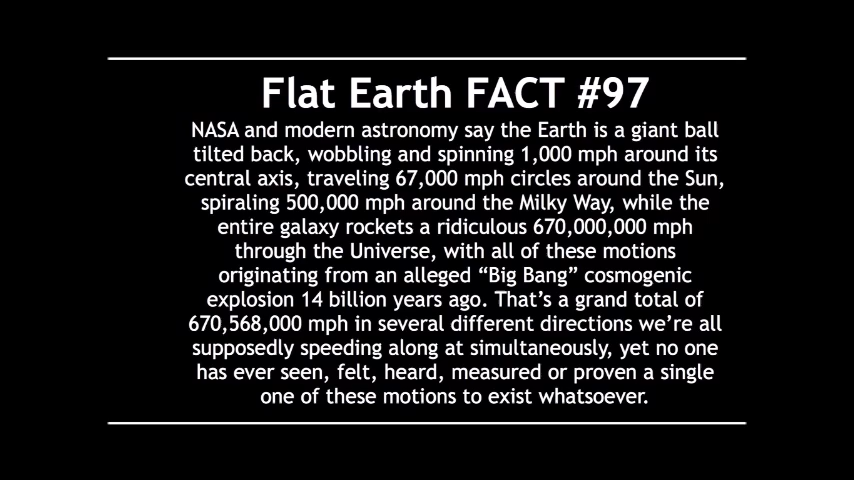 Flat Earth FACT #97
NASA and modern astronomy say the Earth is a giant ball
tilted back, wobbling and spinning 1,000 mph around its
central axis, traveling 67,000 mph circles around the Sun,
spiraling 500,000 mph around the Milky Way, while the
entire galaxy rockets a ridiculous 670,000,000 mph
through the Universe, with all of these motions
originating from an alleged “Big Bang” cosmogenic
explosion 14 billion years ago. That’s a grand total of
670,568,000 mph in several different directions we’re all
supposedly speeding along at simultaneously, yet no one
has ever seen, felt, heard, measured or proven a single
one of these motions to exist whatsoever.